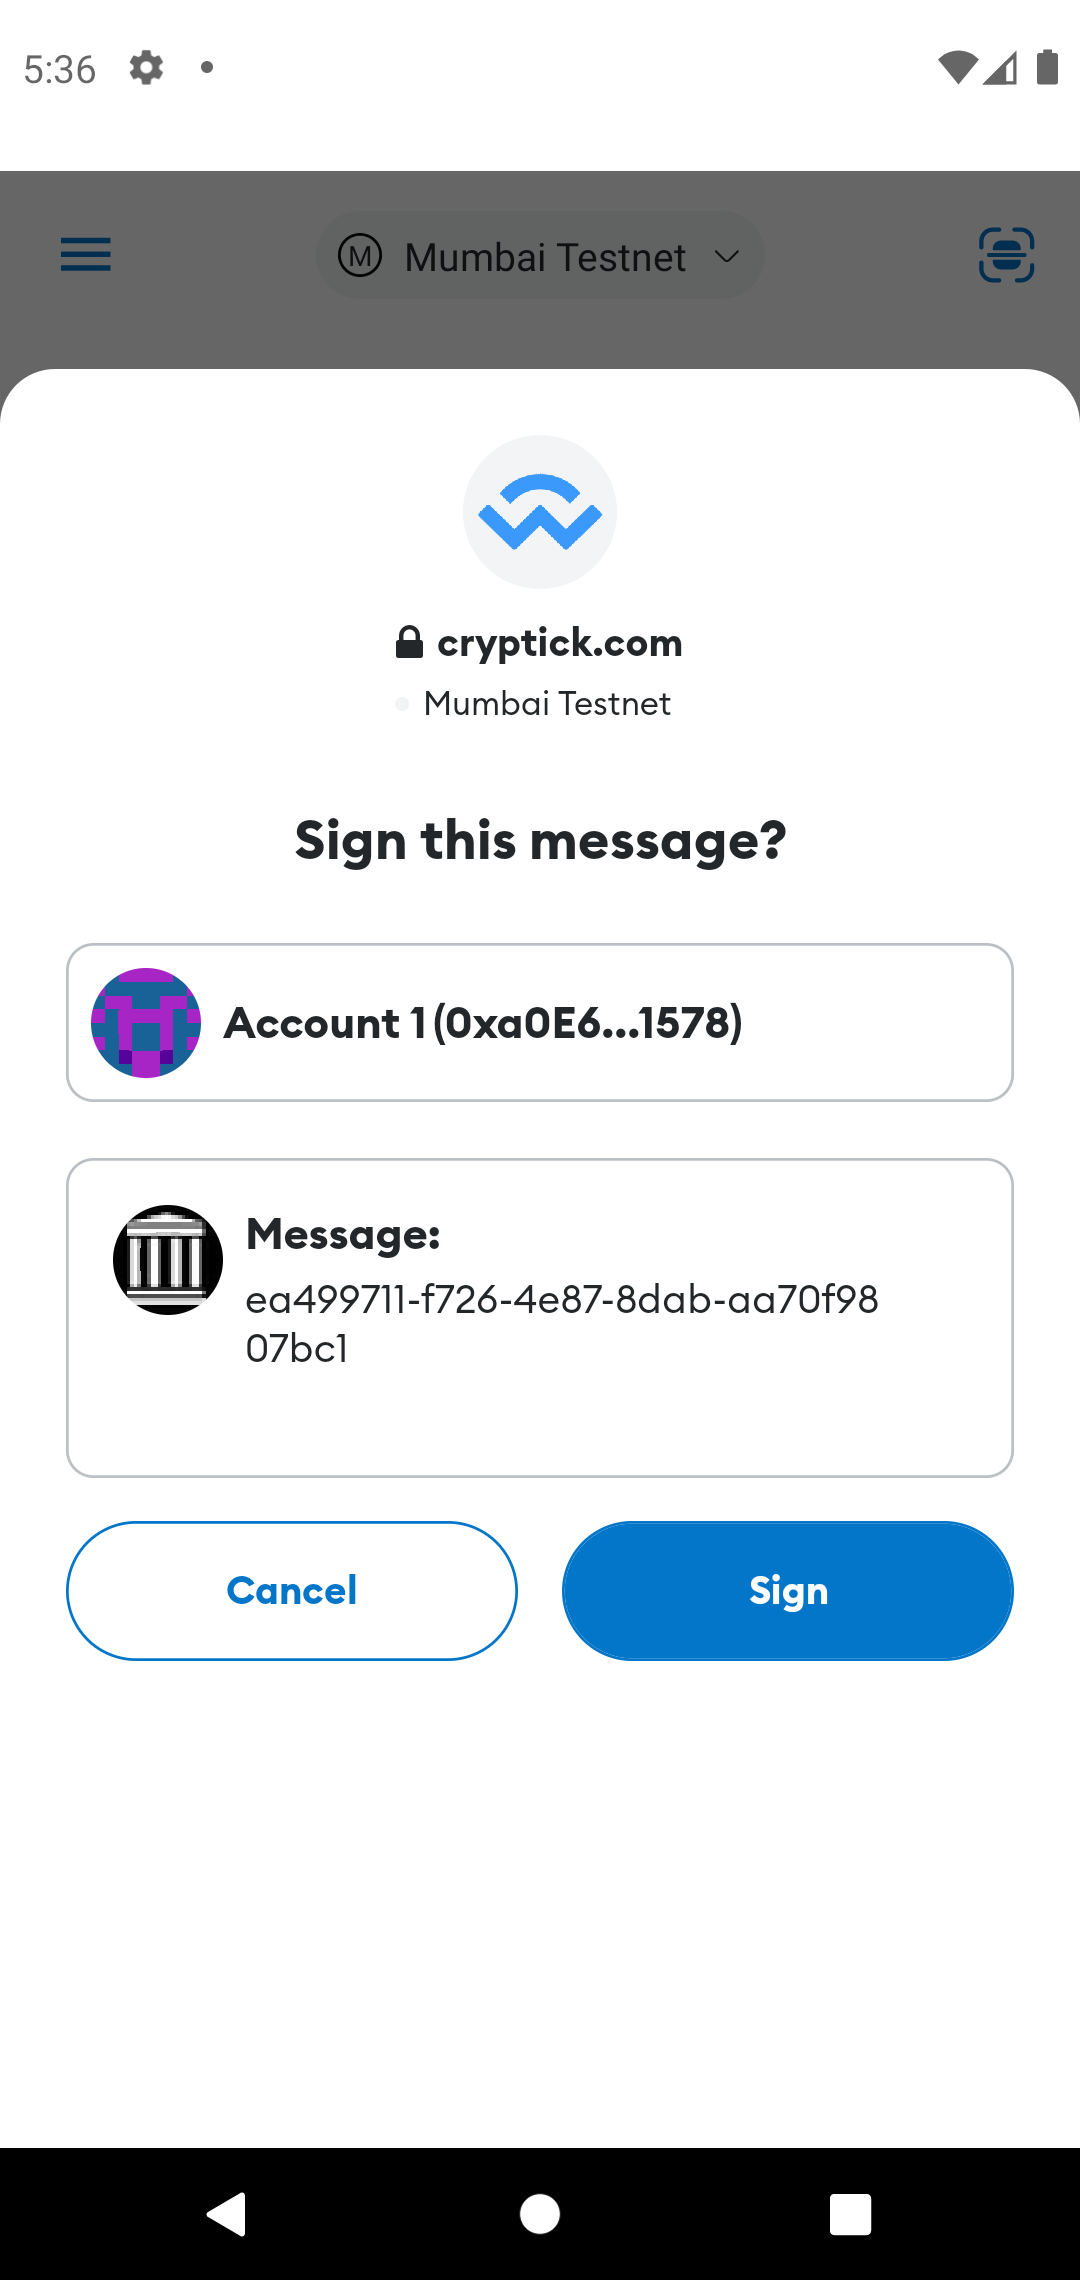 5:36
M Mumbai Testnet
cryptick.com
Mumbai Testnet
Sign this message?
Account 1 (0xa0E6...1578)
Message:
ea499711-f726-4e87-8dab-aa70f98
07bc1
Cancel Sign